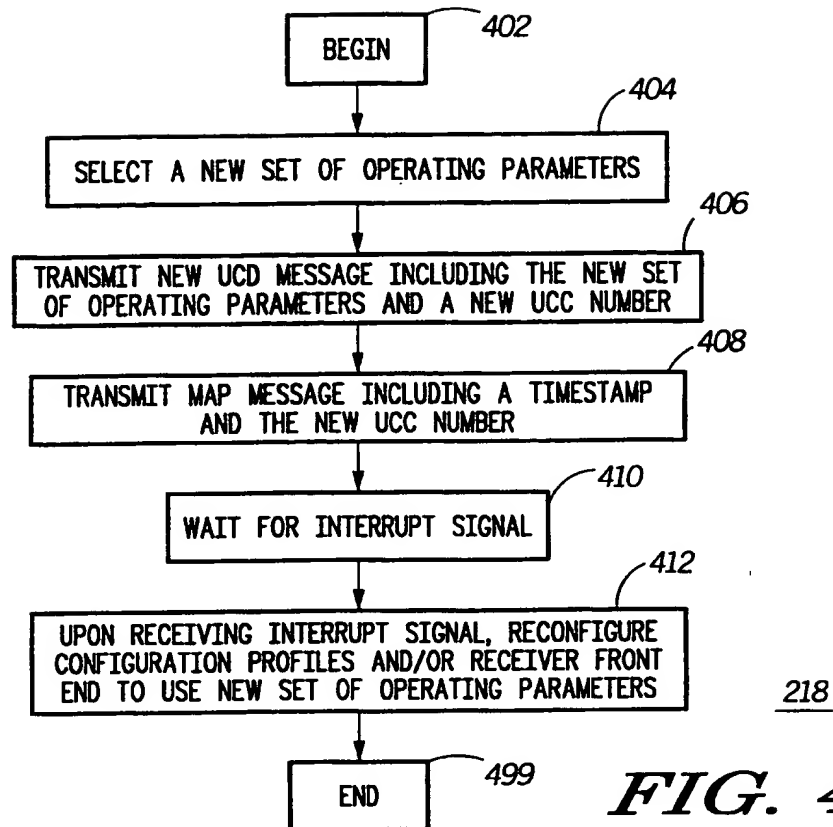 BEGIN
402
404
SELECT A NEW SET OF OPERATING PARAMETERS
406
TRANSMIT NEW UCD MESSAGE INCLUDING THE NEW SET
OF OPERATING PARAMETERS AND A NEW UCC NUMBER
408
TRANSMIT MAP MESSAGE INCLUDING A TIMESTAMP
AND THE NEW UCC NUMBER
410
WAIT FOR INTERRUPT SIGNAL
412
UPON RECEIVING INTERRUPT SIGNAL, RECONFIGURE
CONFIGURATION PROFILES AND/OR RECEIVER FRONT
END TO USE NEW SET OF OPERATING PARAMETERS
218
END
499
FIG. 4